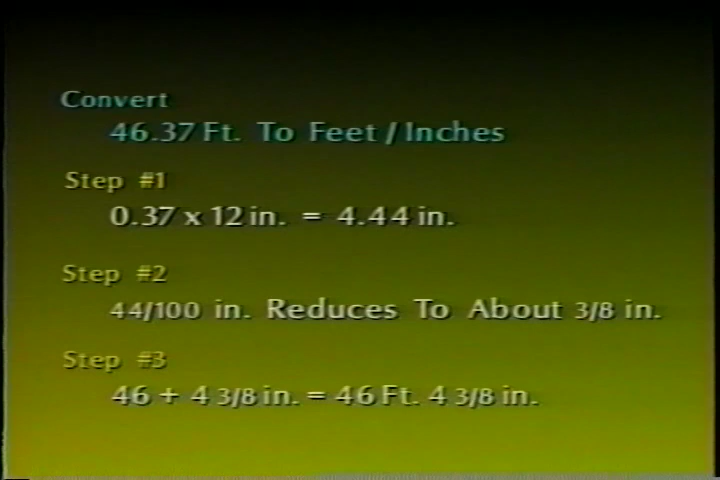 Convert
46.37 Ft. To Feet / Inches
Step #1
0.37 x 12 in. = 4.44 in.
Step #2
44/100 in. Reduces To About 3/8 in.
Step #3
46 + 4 3/8 in. = 46 Ft. 4 3/8 in.